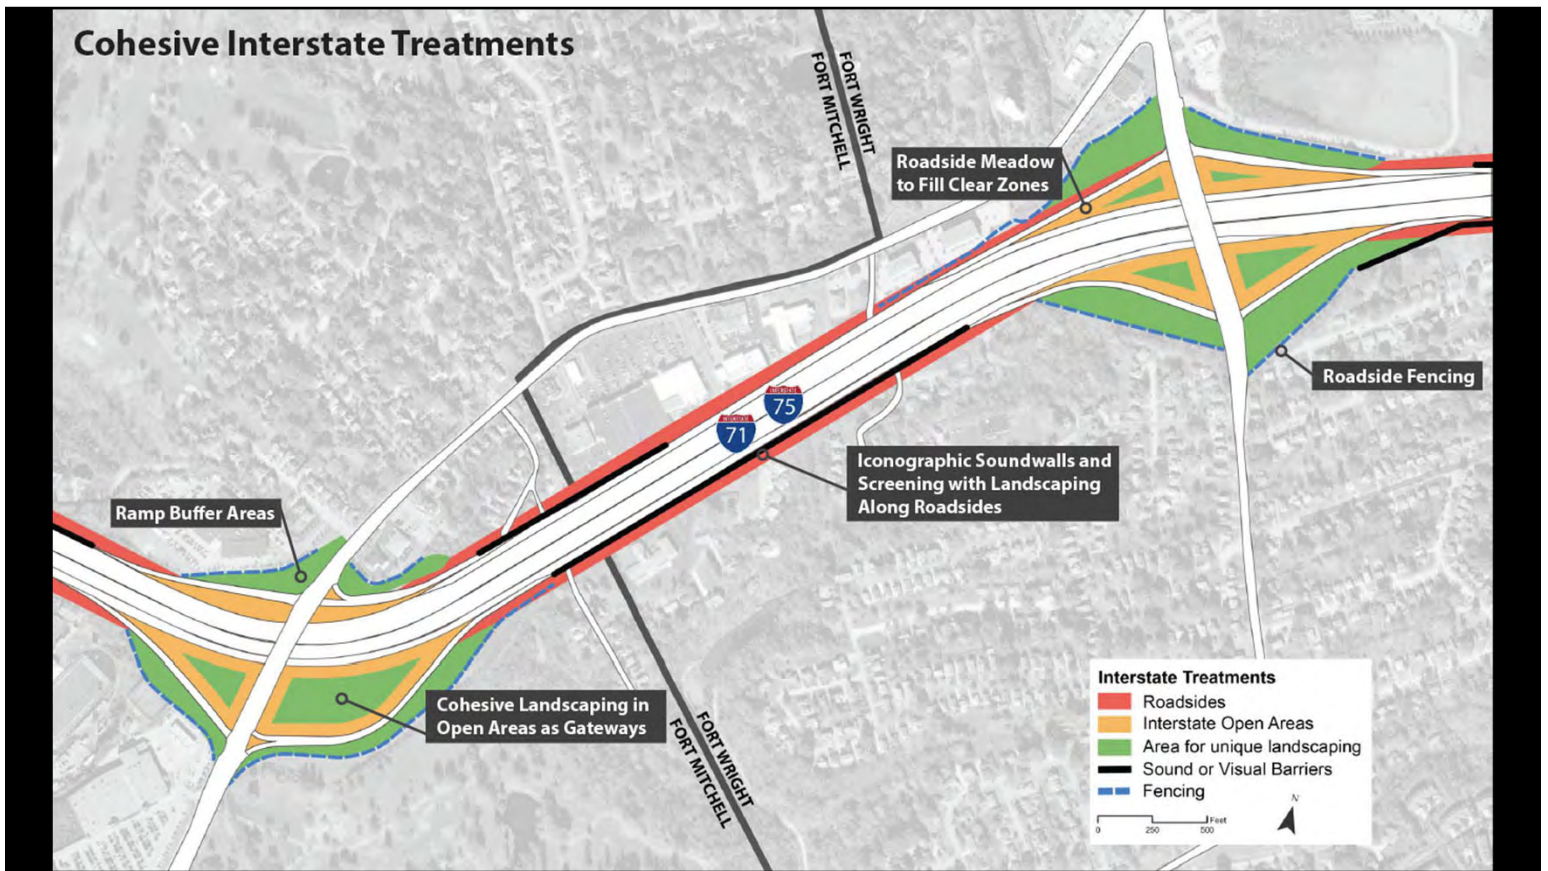 Cohesive Interstate Treatments
FORT WRIGHT
FORT MITCHELL
Roadside Meadow
to Fill Clear Zones
Roadside Fencing
INTERSTATE
75
INTERSTATE
71
Iconographic Soundwalls and
Screening with Landscaping
Along Roadsides
Ramp Buffer Areas
Cohesive Landscaping in
Open Areas as Gateways
FORT WRIGHT
FORT MITCHELL
Interstate Treatments
Roadsides
Interstate Open Areas
Area for unique landscaping
Sound or Visual Barriers
Fencing
N
Feet
0 250 500